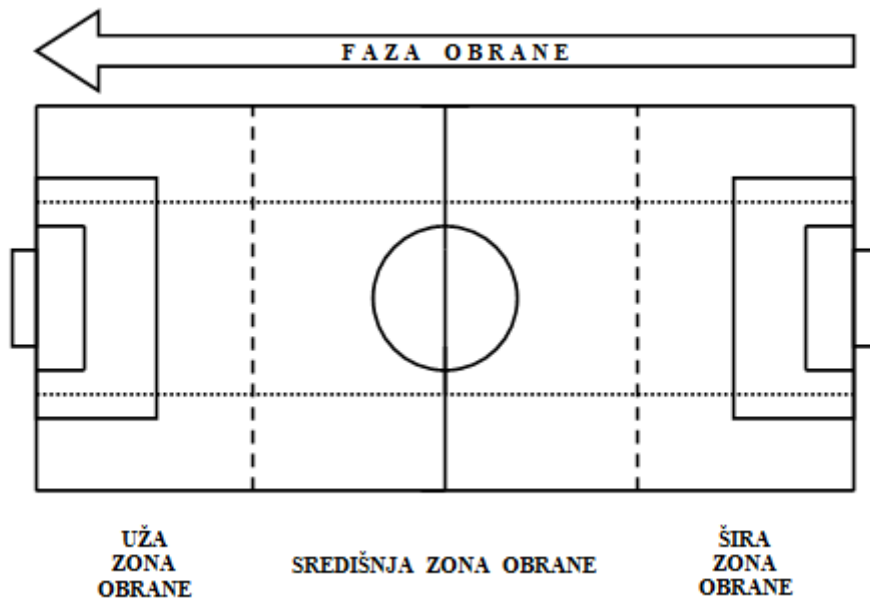 FAZA OBRANE
UŽA
ZONA
OBRANE
SREDIŠNJA ZONA OBRANE
ŠIRA
ZONA
OBRANE